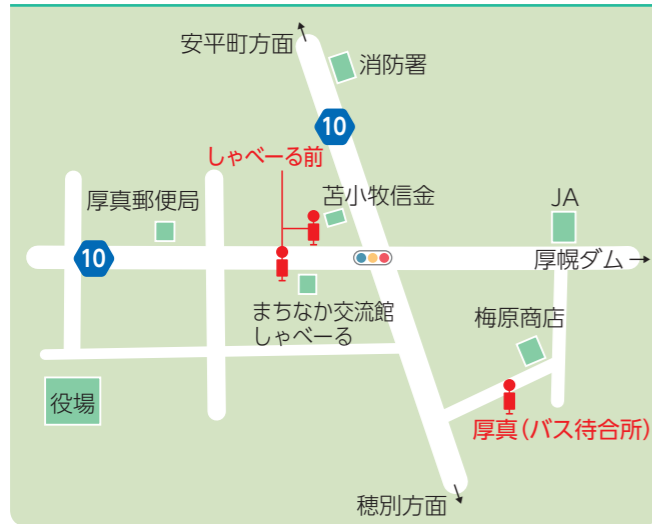 安平町方面
消防署
10
しゃべーる前
苫小牧信金
厚真郵便局
JA
10
厚幌ダム
まちなか交流館
しゃべーる
梅原商店
役場
厚真(バス待合所)
穂別方面